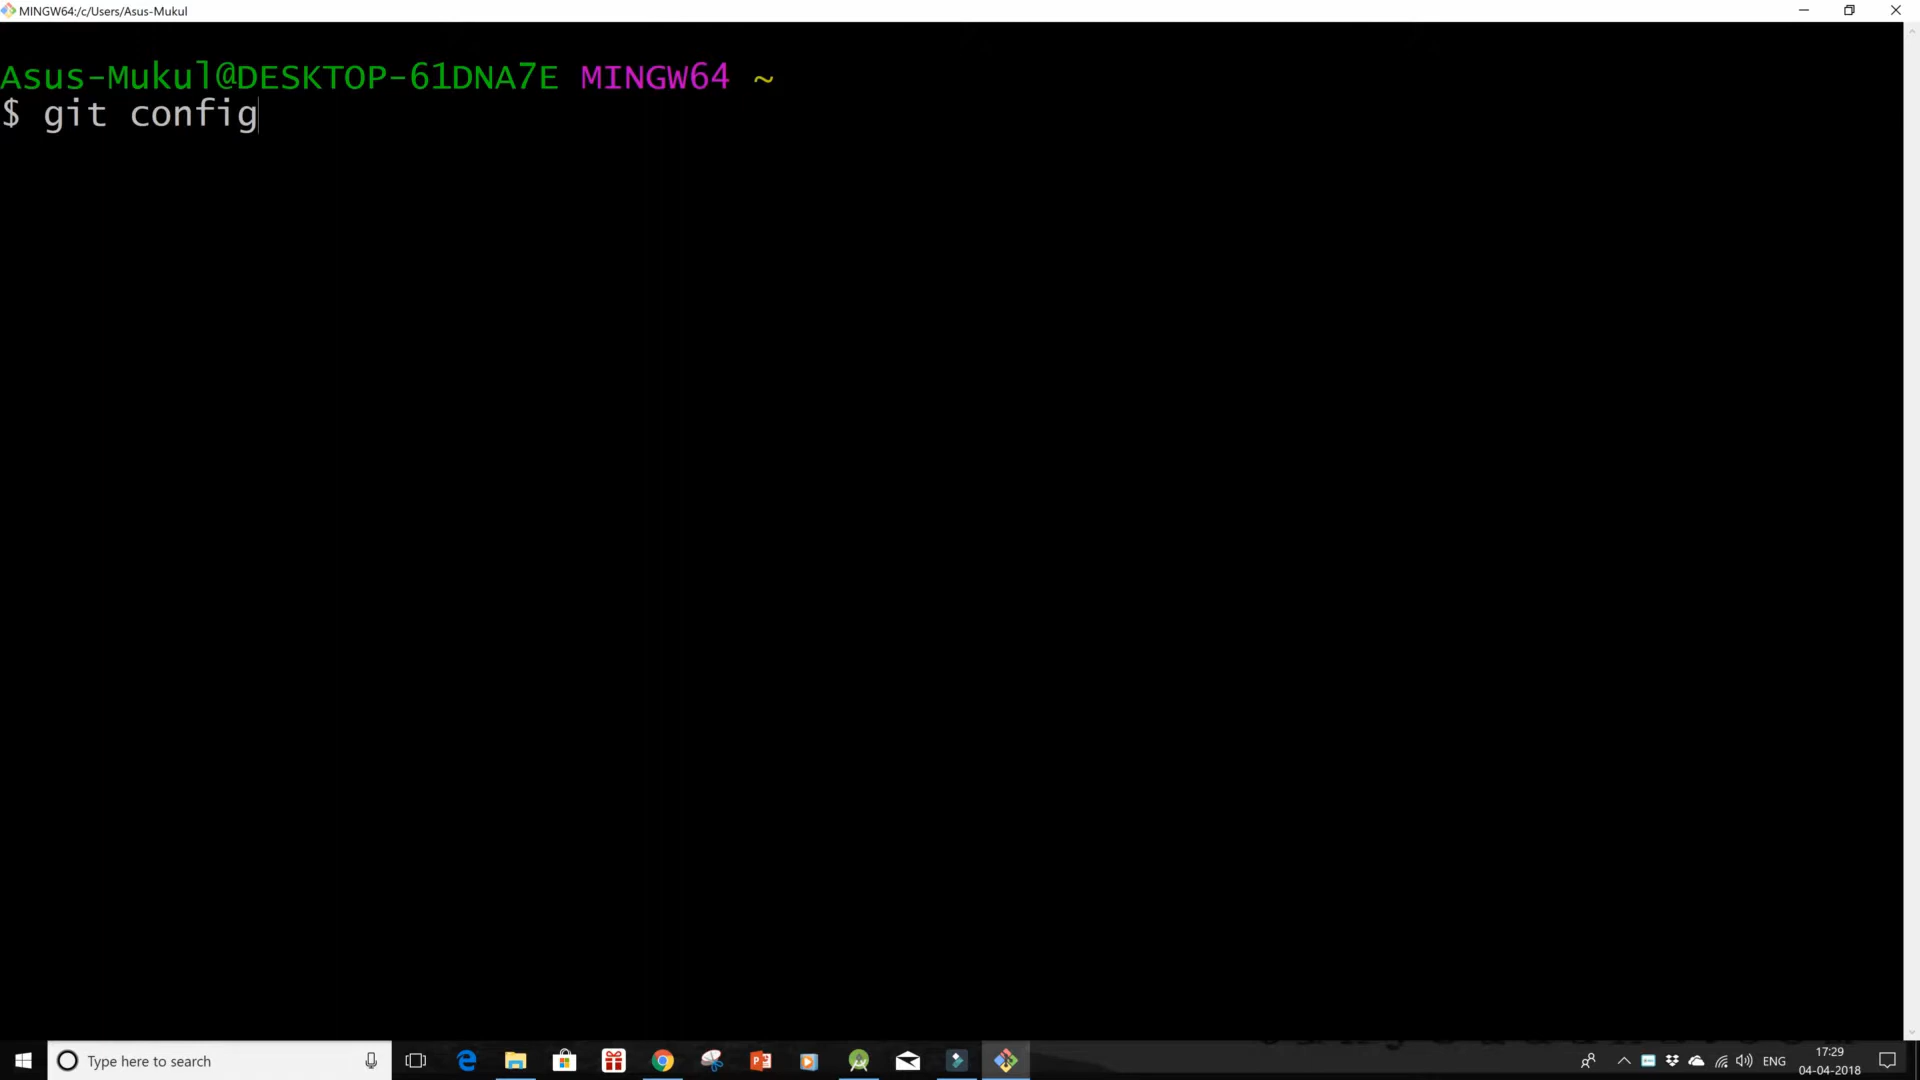 MINGW64:/c/Users/Asus-Mukul
Asus-Mukul@DESKTOP-61DNA7E MINGW64 ~
$ git config
Type here to search
ENG
17:29
04-04-2018